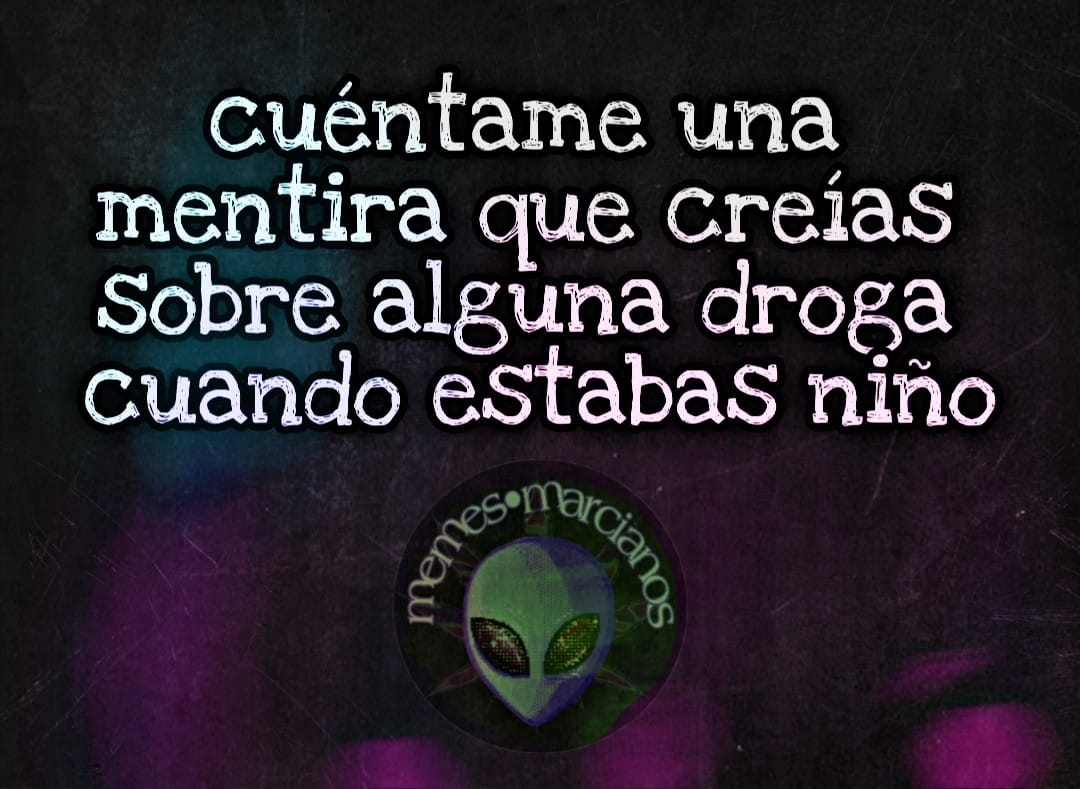 cuéntame una
mentira que creías
sobre alguna droga
cuando estabas niño
memes•marcianos